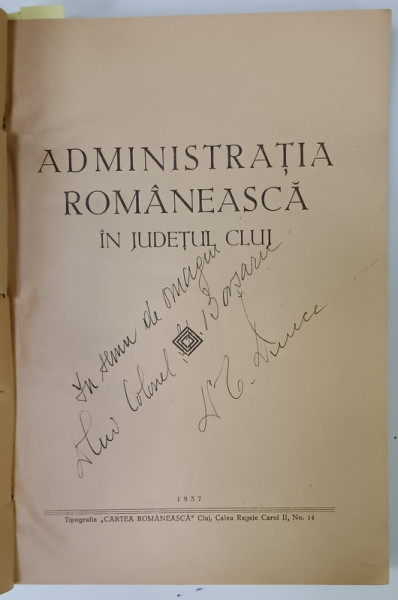 ADMINISTRAȚIA
ROMÂNEASCĂ
ÎN JUDEȚUL CLUJ
In semn de omagiu
Colonel
1937
Tipografia „CARTEA ROMÂNEASCĂ" Cluj, Calea Regele Carol II, No. 14